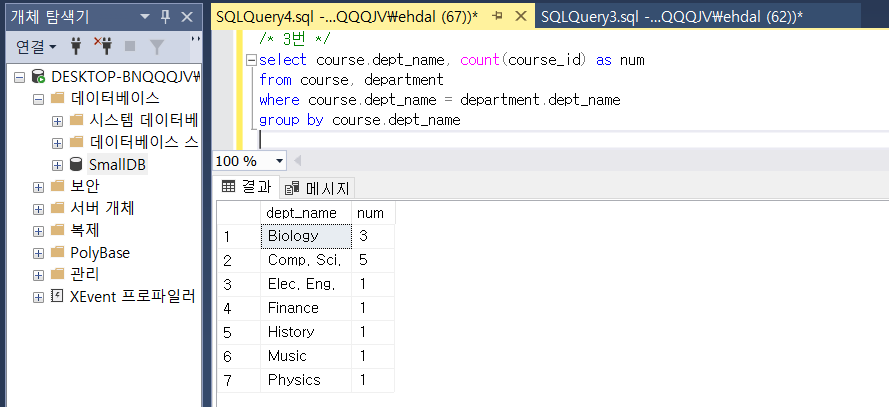 개체 탐색기
SQLQuery4.sql -...QQQJV₩ehdal (67))*
SQLQuery3.sql -...QQQJV₩ehdal (62))*
연결
DESKTOP-BNQQQJV₩
데이터베이스
시스템 데이터베
데이터베이스 스
SmallDB
보안
서버 개체
복제
PolyBase
관리
XEvent 프로파일러
/* 3번 */
select course.dept_name, count(course_id) as num
from course, department
where course.dept_name = department.dept_name
group by course.dept_name
100 %
결과
메시지
dept_name num
1 Biology 3
2 Comp. Sci. 5
3 Elec. Eng. 1
4 Finance 1
5 History 1
6 Music 1
7 Physics 1